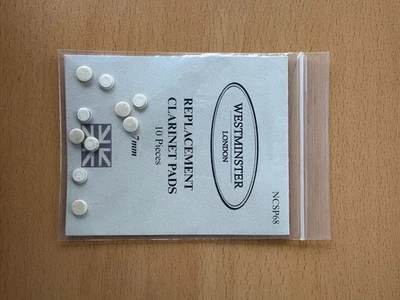 NCSP68
WESTMINSTER
LONDON
REPLACEMENT
CLARINET PADS
10 Pieces
7mm